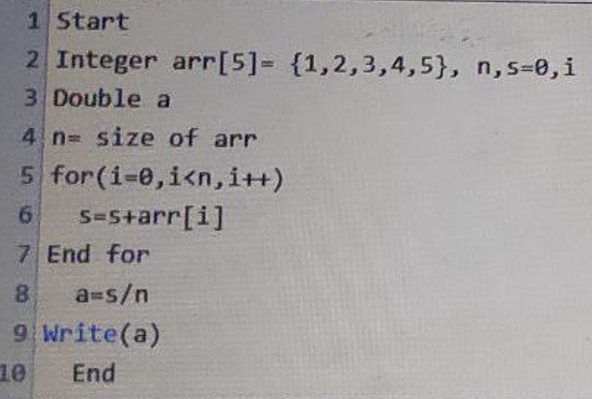 1 Start
2 Integer arr[5]= {1,2,3,4,5}, n,s=0,i
3 Double a
4 n= size of arr
5 for(i=0,i<n,i++)
6 s=s+arr[i]
7 End for
8 a=s/n
9 Write(a)
10 End